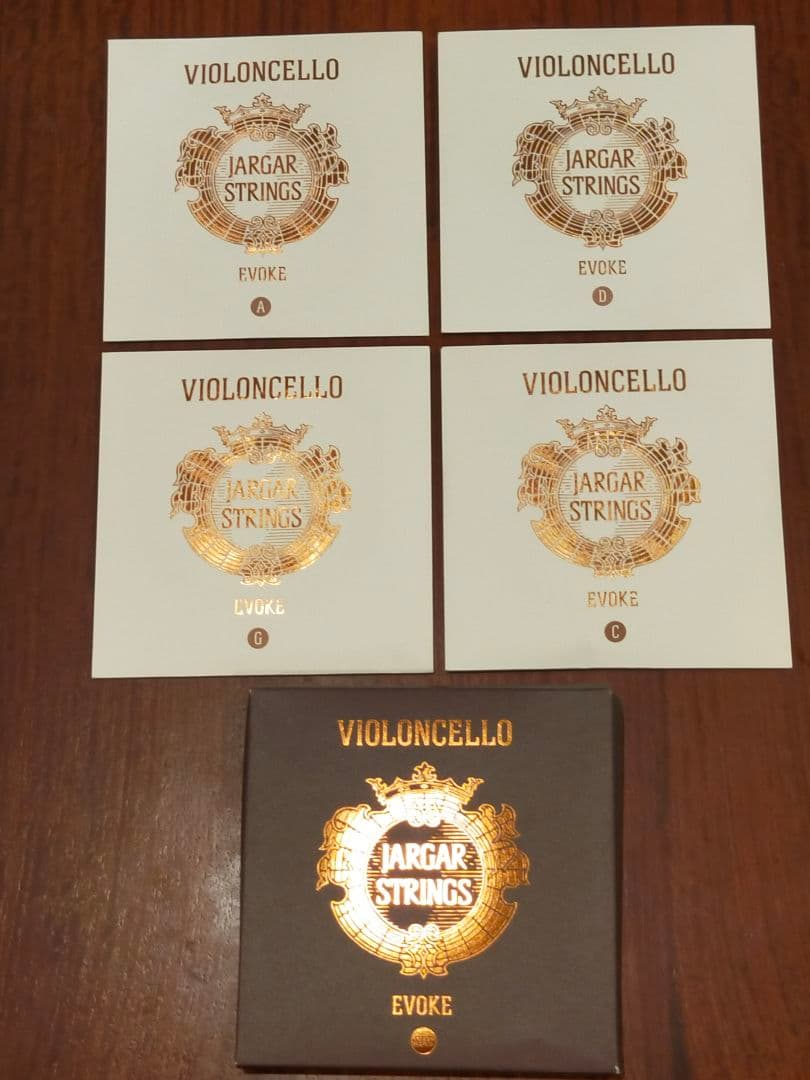 VIOLONCELLO
JARGAR
STRINGS
EVOKE
A
VIOLONCELLO
JARGAR
STRINGS
EVOKE
D
VIOLONCELLO
JARGAR
STRINGS
EVOKE
G
VIOLONCELLO
JARGAR
STRINGS
EVOKE
C
VIOLONCELLO
JARGAR
STRINGS
EVOKE